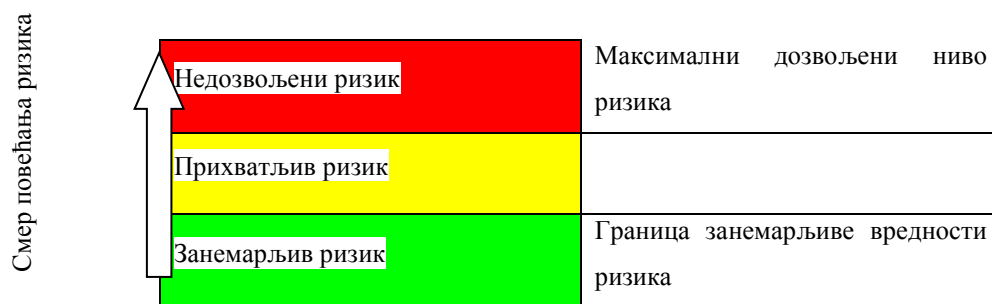 Смер повећања ризика
Недозвољени ризик
Максимални дозвољени ниво
ризика
Прихватљив ризик
Занемарљив ризик
Граница занемарљиве вредности
ризика